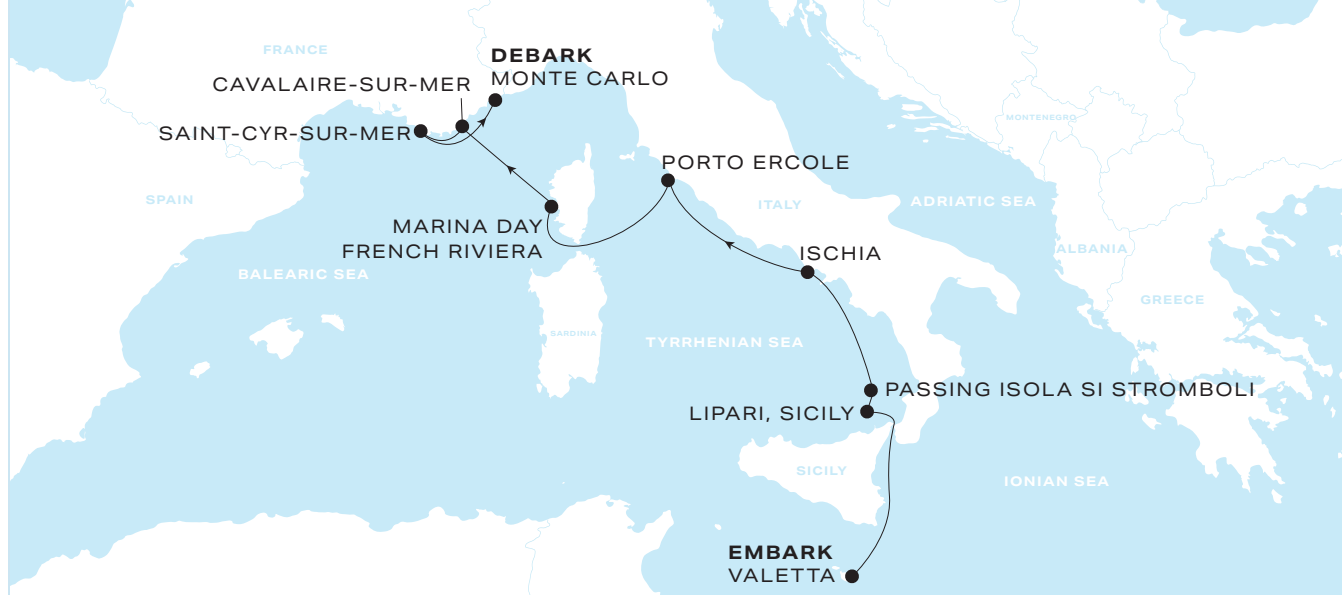 FRANCE
DEBARK
MONTE CARLO
CAVALAIRE-SUR-MER
SAINT-CYR-SUR-MER
MONTENEGRO
PORTO ERCOLE
SPAIN
ITALY
ADRIATIC SEA
MARINA DAY
FRENCH RIVIERA
ISCHIA
ALBANIA
BALEARIC SEA
GREECE
SARDINIA
TYRRHENIAN SEA
PASSING ISOLA SI STROMBOLI
LIPARI, SICILY
SICILY
IONIAN SEA
EMBARK
VALETTA